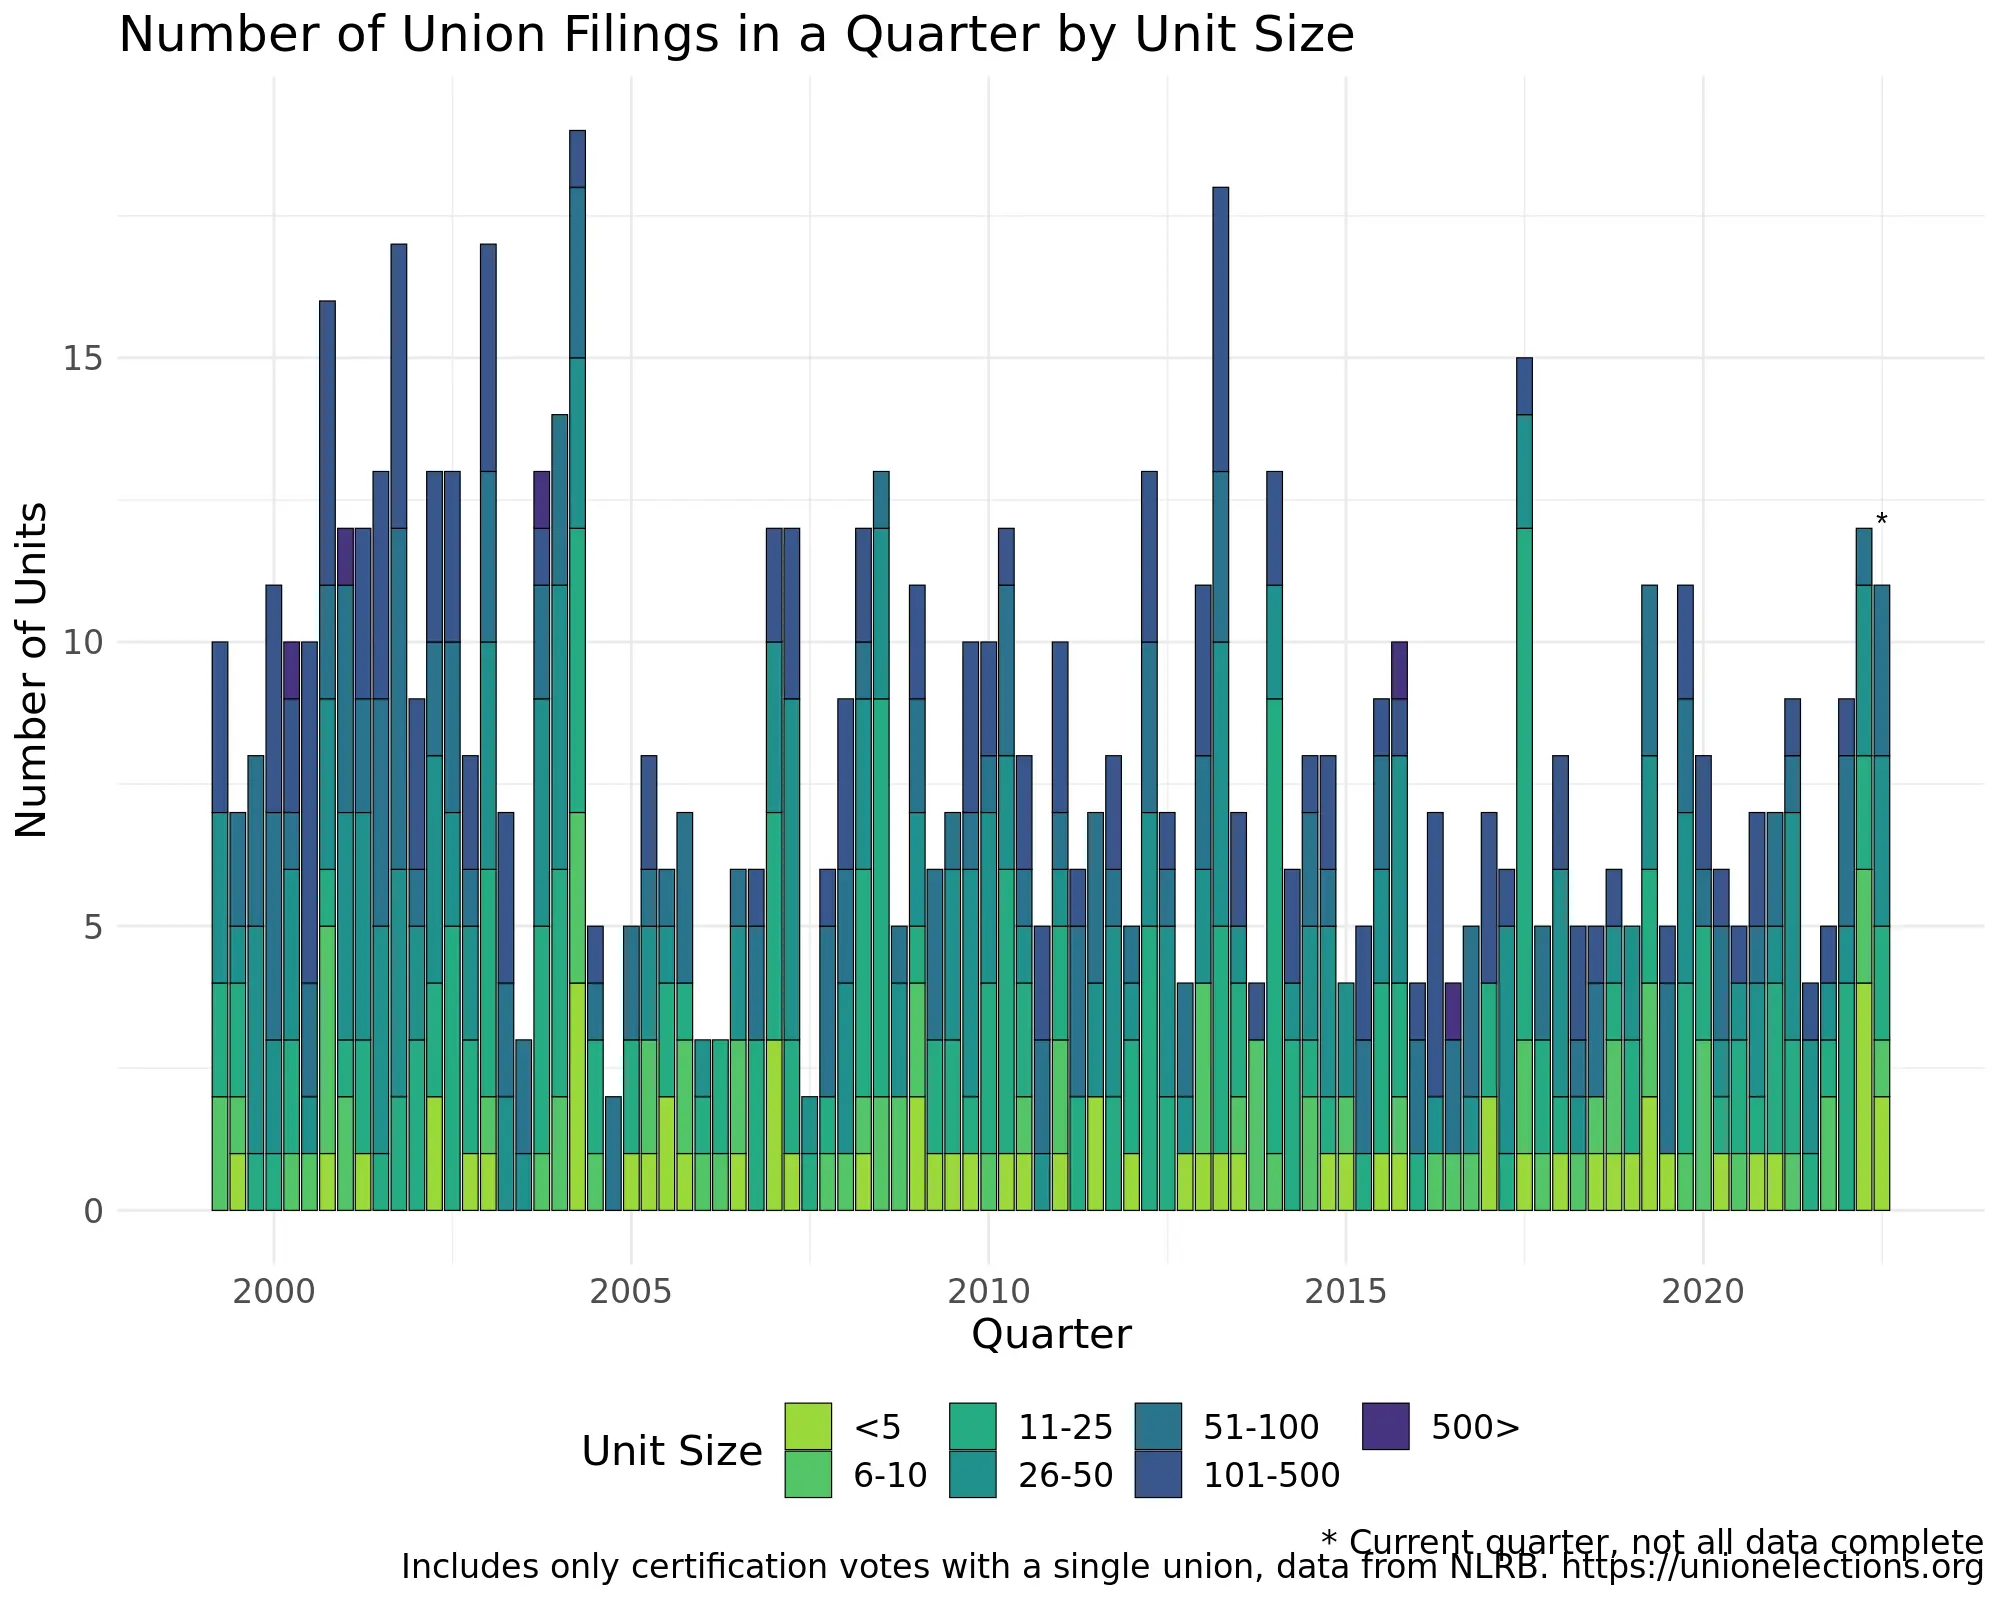 Number of Union Filings in a Quarter by Unit Size
Number of Units
15
10
5
0
*
2000 2005 2010 2015 2020
Quarter
Unit Size
<5 11-25 51-100 500>
6-10 26-50 101-500
* Current quarter, not all data complete
Includes only certification votes with a single union, data from NLRB. https://unionelections.org